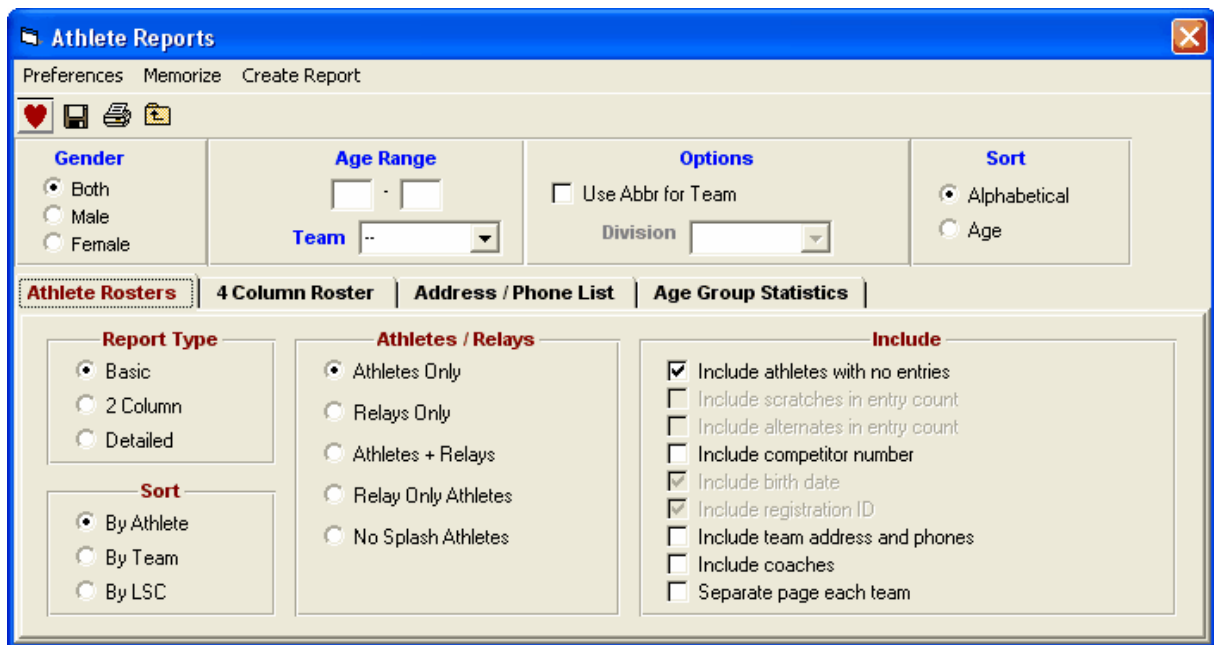 Athlete Reports
Preferences Memorize Create Report
Gender
Both
Male
Female
Age Range
-
Team --
Options
Use Abbr for Team
Division
Sort
Alphabetical
Age
Athlete Rosters
4 Column Roster
Address / Phone List
Age Group Statistics
Report Type
Basic
2 Column
Detailed
Sort
By Athlete
By Team
By LSC
Athletes / Relays
Athletes Only
Relays Only
Athletes + Relays
Relay Only Athletes
No Splash Athletes
Include
Include athletes with no entries
Include scratches in entry count
Include alternates in entry count
Include competitor number
Include birth date
Include registration ID
Include team address and phones
Include coaches
Separate page each team